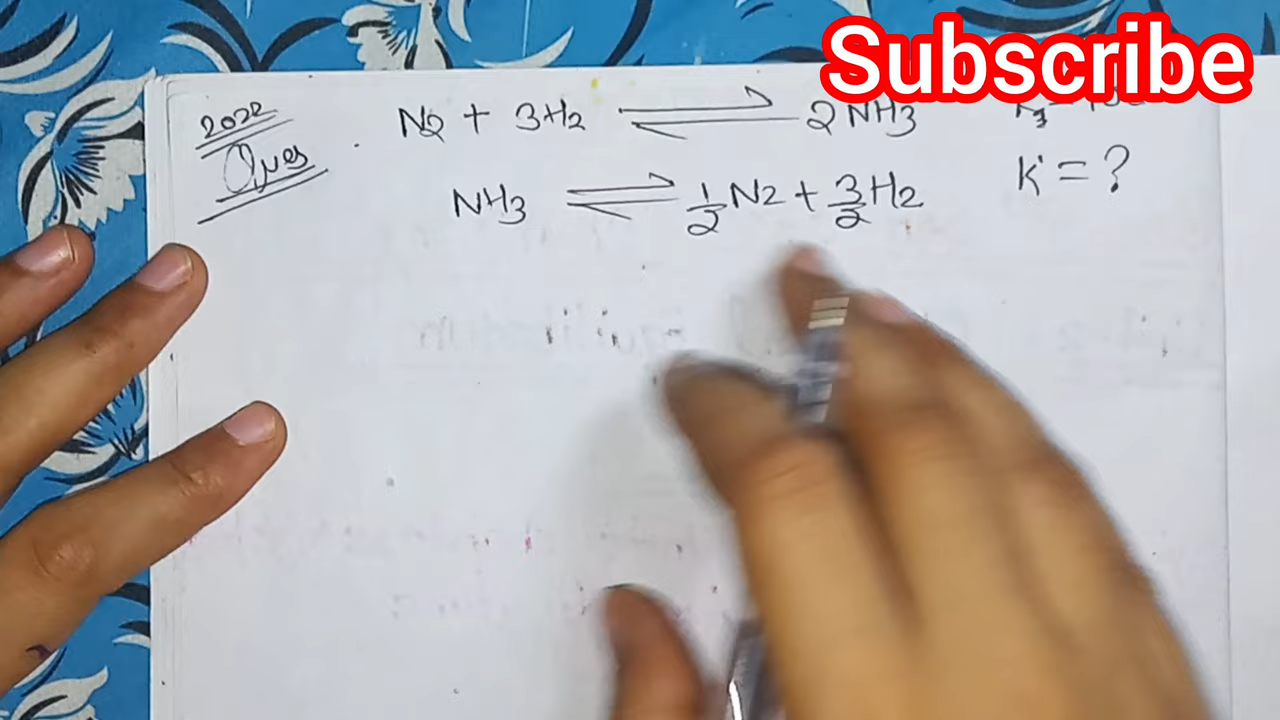 Subscribe
2022
Ques. N2 + 3H2 ⇌ 2NH3
NH3 ⇌ 1/2 N2 + 3/2 H2 K' = ?